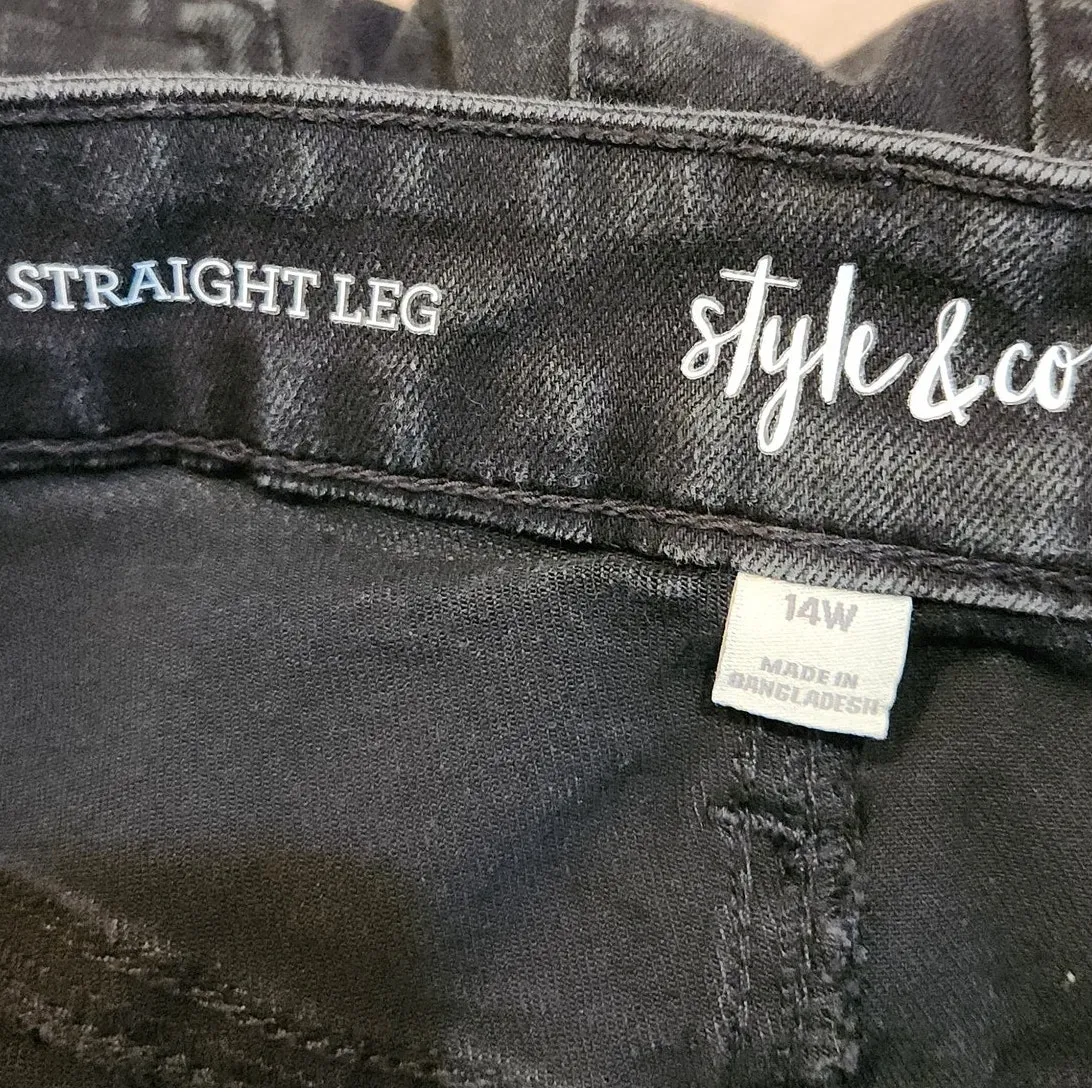 STRAIGHT LEG
style & co
14W
MADE IN
BANGLADESH